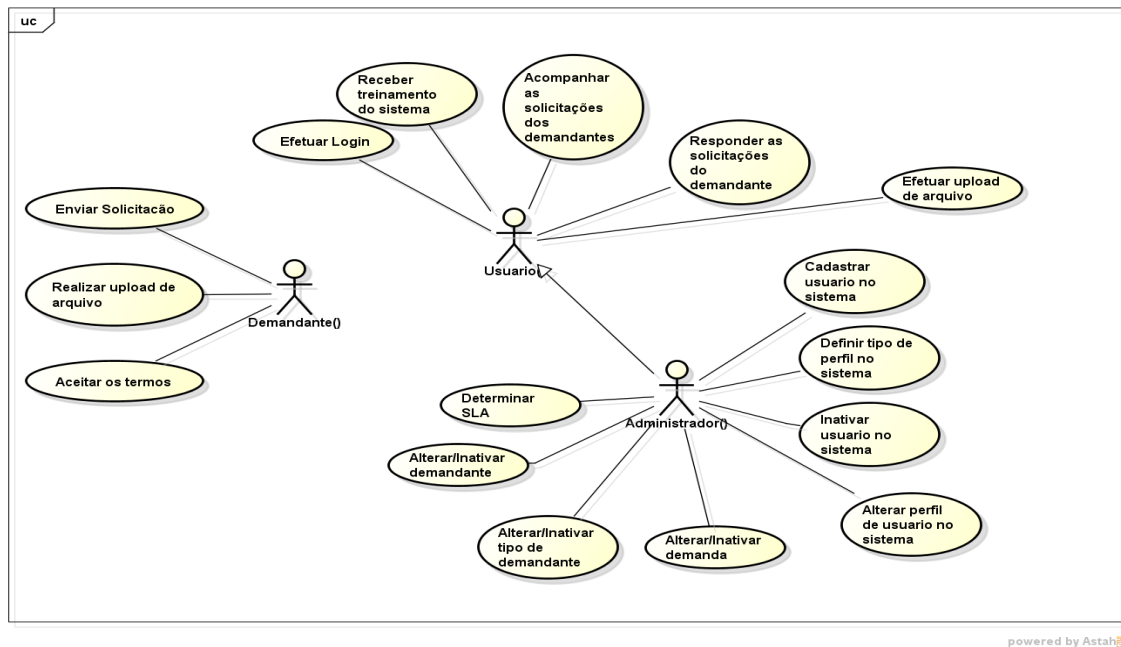 uc
Receber
treinamento
do sistema
Acompanhar
as
solicitações
dos
demandantes
Efetuar Login
Responder as
solicitações
do
demandante
Efetuar upload
de arquivo
Enviar Solicitacão
Usuario()
Realizar upload de
arquivo
Demandante()
Cadastrar
usuario no
sistema
Definir tipo de
perfil no
sistema
Aceitar os termos
Determinar
SLA
Administrador()
Inativar
usuario no
sistema
Alterar/Inativar
demandante
Alterar perfil
de usuario no
sistema
Alterar/Inativar
tipo de
demandante
Alterar/Inativar
demanda
powered by Astah